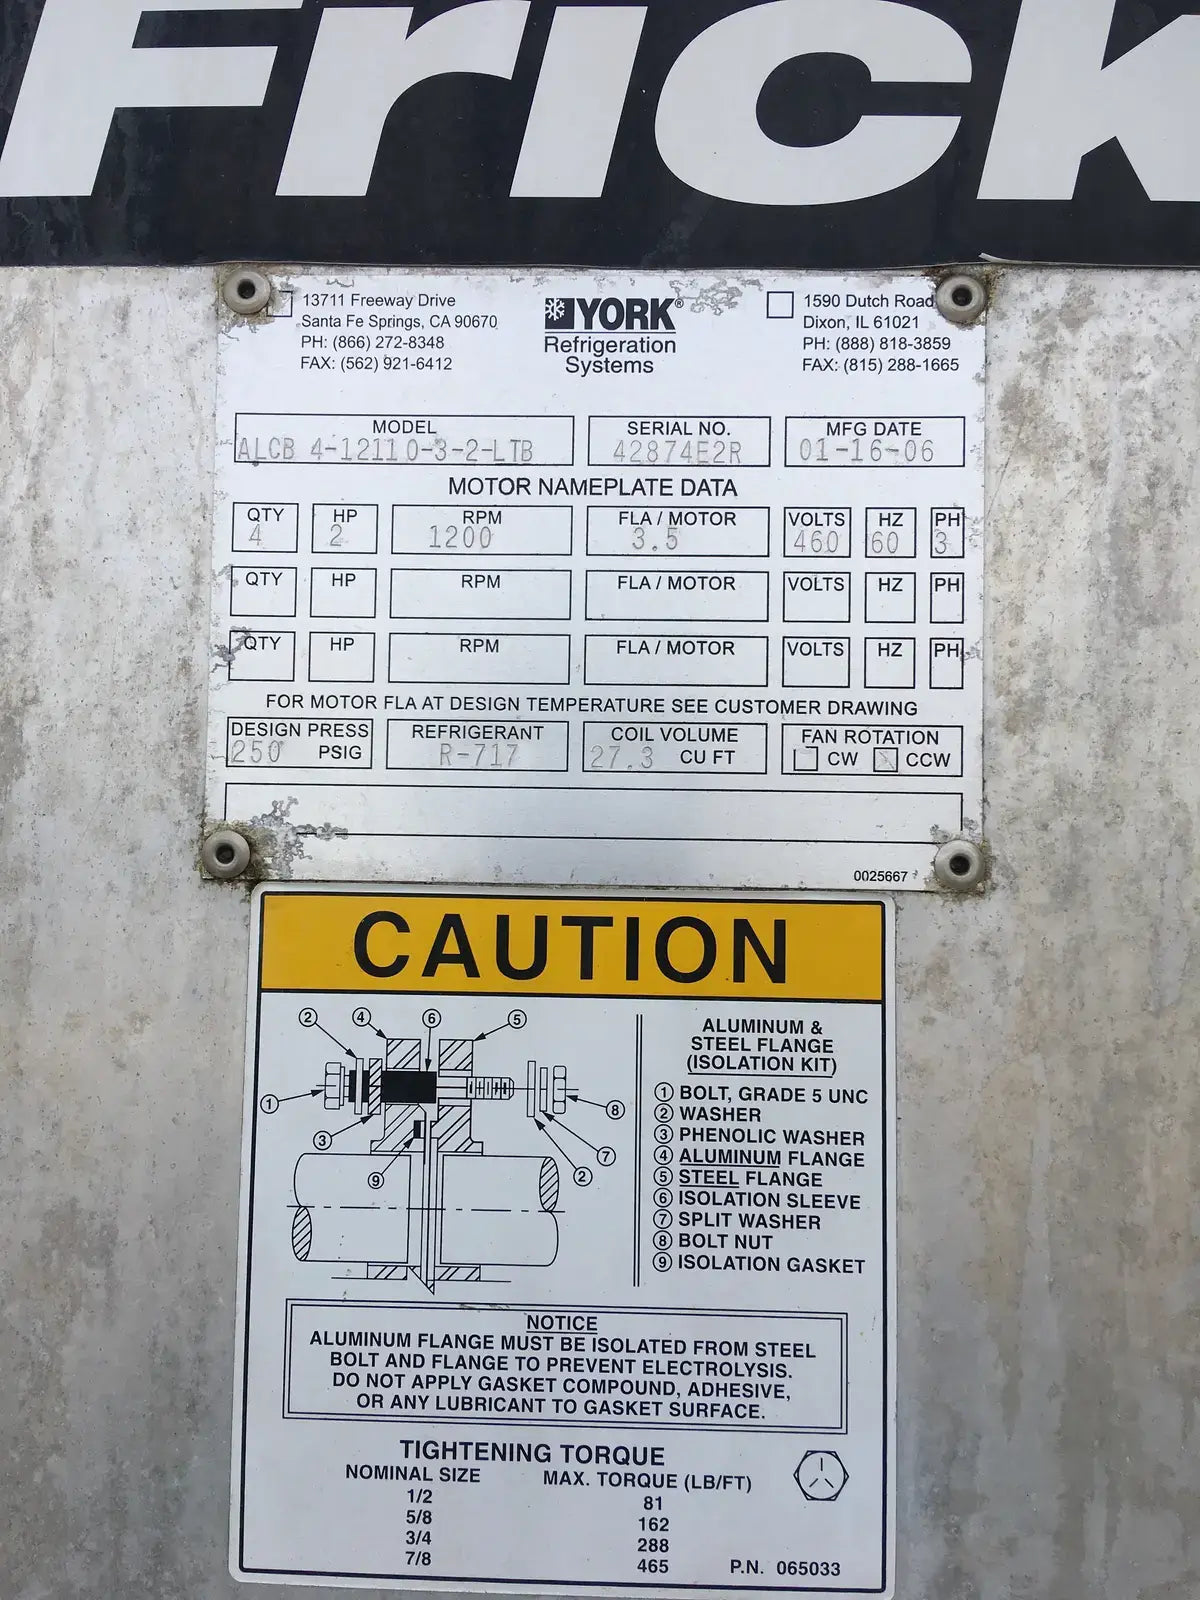 Frick
13711 Freeway Drive
Santa Fe Springs, CA 90670
PH: (866) 272-8348
FAX: (562) 921-6412
YORK®
Refrigeration
Systems
1590 Dutch Road
Dixon, IL 61021
PH: (888) 818-3859
FAX: (815) 288-1665
MODEL SERIAL NO. MFG DATE
ALCB 4-12110-3-2-LTB 42874E2R 01-16-06
MOTOR NAMEPLATE DATA
QTY HP RPM FLA / MOTOR VOLTS HZ PH
4 2 1200 3.5 460 60 3
QTY HP RPM FLA / MOTOR VOLTS HZ PH
QTY HP RPM FLA / MOTOR VOLTS HZ PH
FOR MOTOR FLA AT DESIGN TEMPERATURE SEE CUSTOMER DRAWING
DESIGN PRESS REFRIGERANT COIL VOLUME FAN ROTATION
250 PSIG R-717 27.3 CU FT CW CCW
0025667
CAUTION
2 4 6 5
1 8
3 7
9 2
ALUMINUM &
STEEL FLANGE
(ISOLATION KIT)
1 BOLT, GRADE 5 UNC
2 WASHER
3 PHENOLIC WASHER
4 ALUMINUM FLANGE
5 STEEL FLANGE
6 ISOLATION SLEEVE
7 SPLIT WASHER
8 BOLT NUT
9 ISOLATION GASKET
NOTICE
ALUMINUM FLANGE MUST BE ISOLATED FROM STEEL
BOLT AND FLANGE TO PREVENT ELECTROLYSIS.
DO NOT APPLY GASKET COMPOUND, ADHESIVE,
OR ANY LUBRICANT TO GASKET SURFACE.
TIGHTENING TORQUE
NOMINAL SIZE MAX. TORQUE (LB/FT)
1/2 81
5/8 162
3/4 288
7/8 465
P.N. 065033